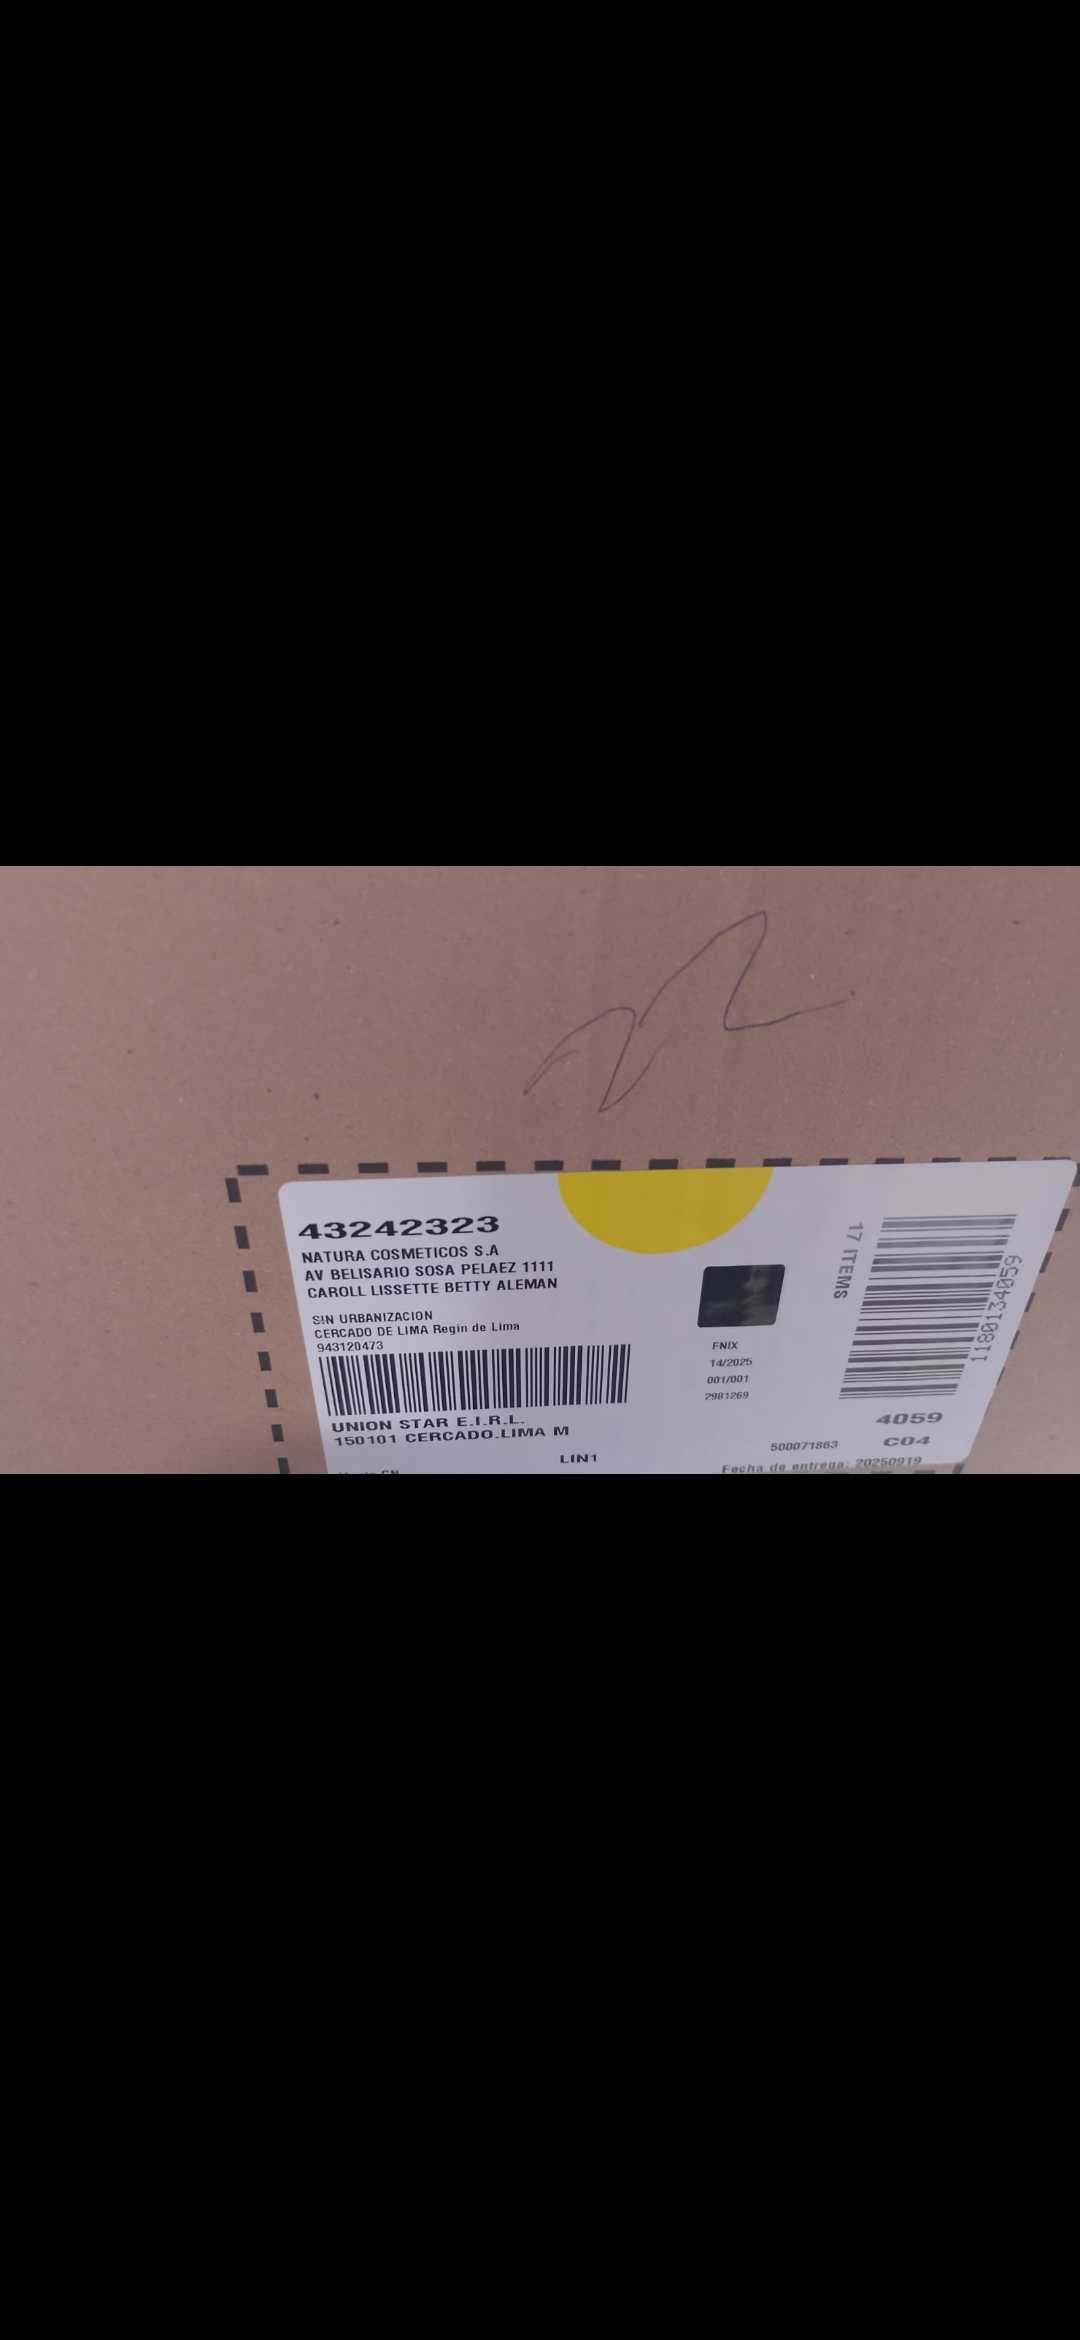 43242323
NATURA COSMETICOS S.A
AV BELISARIO SOSA PELAEZ 1111
CAROLL LISSETTE BETTY ALEMAN
SIN URBANIZACION
CERCADO DE LIMA Regin de Lima
943120473
UNION STAR E.I.R.L.
150101 CERCADO.LIMA M
LIN1
FNIX
14/2025
001/001
2981269
17 ITEMS
1180134059
4059
500071863 C04
Fecha de entrega: 20250919